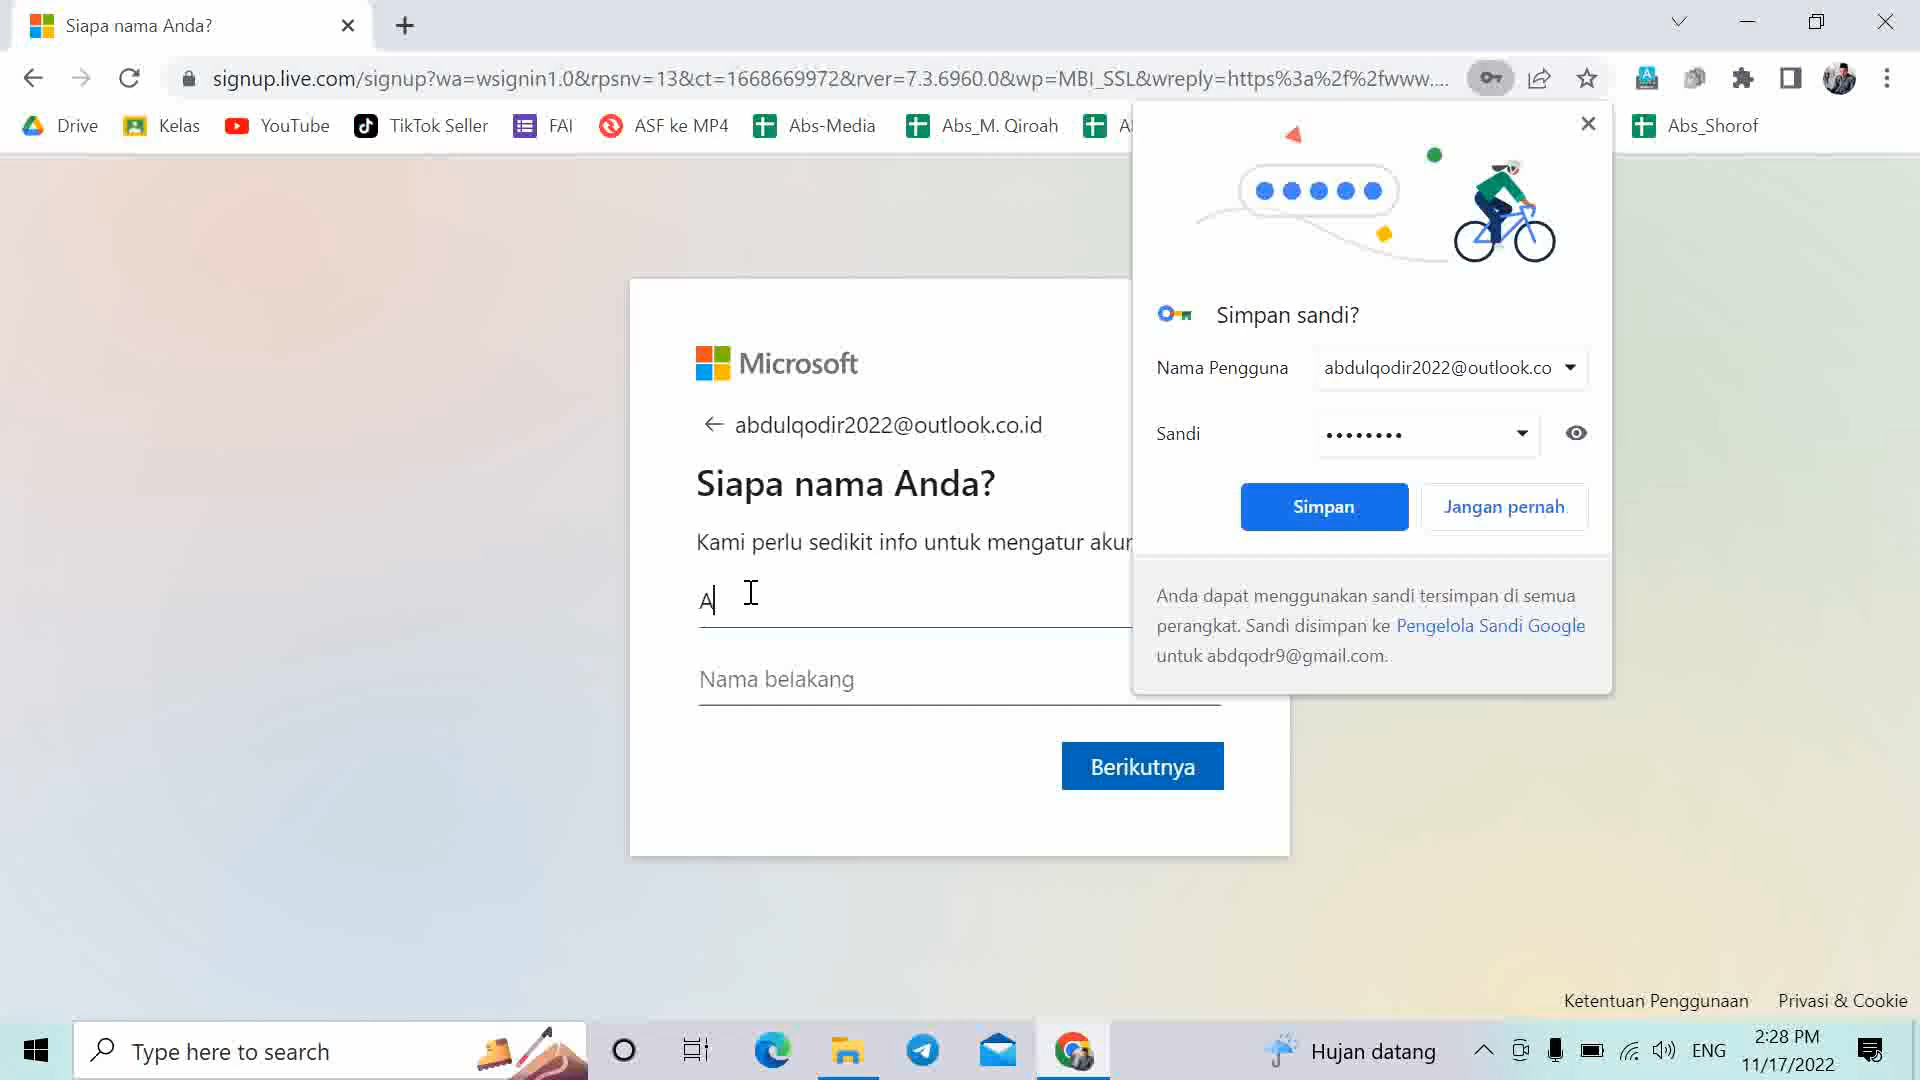 Siapa nama Anda?
signup.live.com/signup?wa=wsignin1.0&rpsnv=13&ct=1668669972&rver=7.3.6960.0&wp=MBI_SSL&wreply=https%3a%2f%2fwww....
Drive Kelas YouTube TikTok Seller FAI ASF ke MP4 Abs-Media Abs_M. Qiroah A Abs_Shorof
Simpan sandi?
Nama Pengguna abdulqodir2022@outlook.co
Sandi ••••••••
Simpan Jangan pernah
Anda dapat menggunakan sandi tersimpan di semua
perangkat. Sandi disimpan ke Pengelola Sandi Google
untuk abdqodr9@gmail.com.
Microsoft
abdulqodir2022@outlook.co.id
Siapa nama Anda?
Kami perlu sedikit info untuk mengatur akun
A
Nama belakang
Berikutnya
Ketentuan Penggunaan Privasi & Cookie
Type here to search
Hujan datang
ENG
2:28 PM
11/17/2022